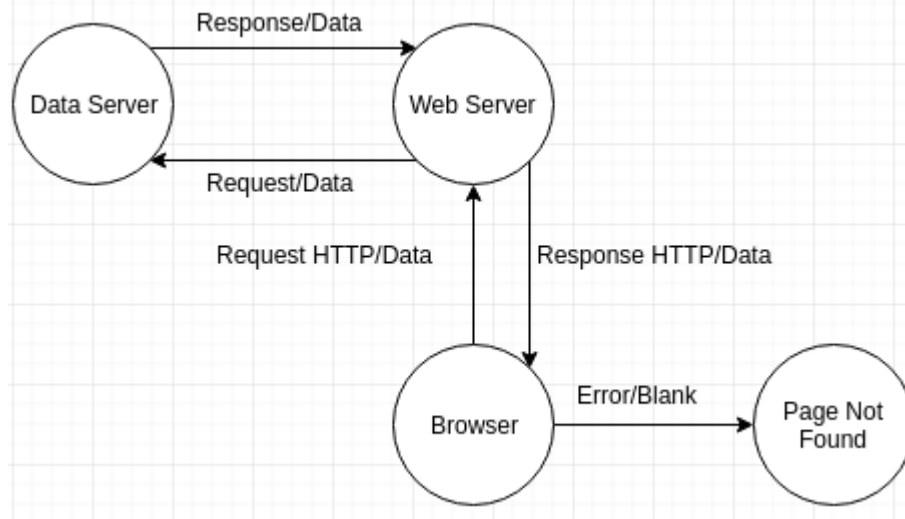 Response/Data
Data Server
Web Server
Request/Data
Request HTTP/Data
Response HTTP/Data
Error/Blank
Browser
Page Not
Found